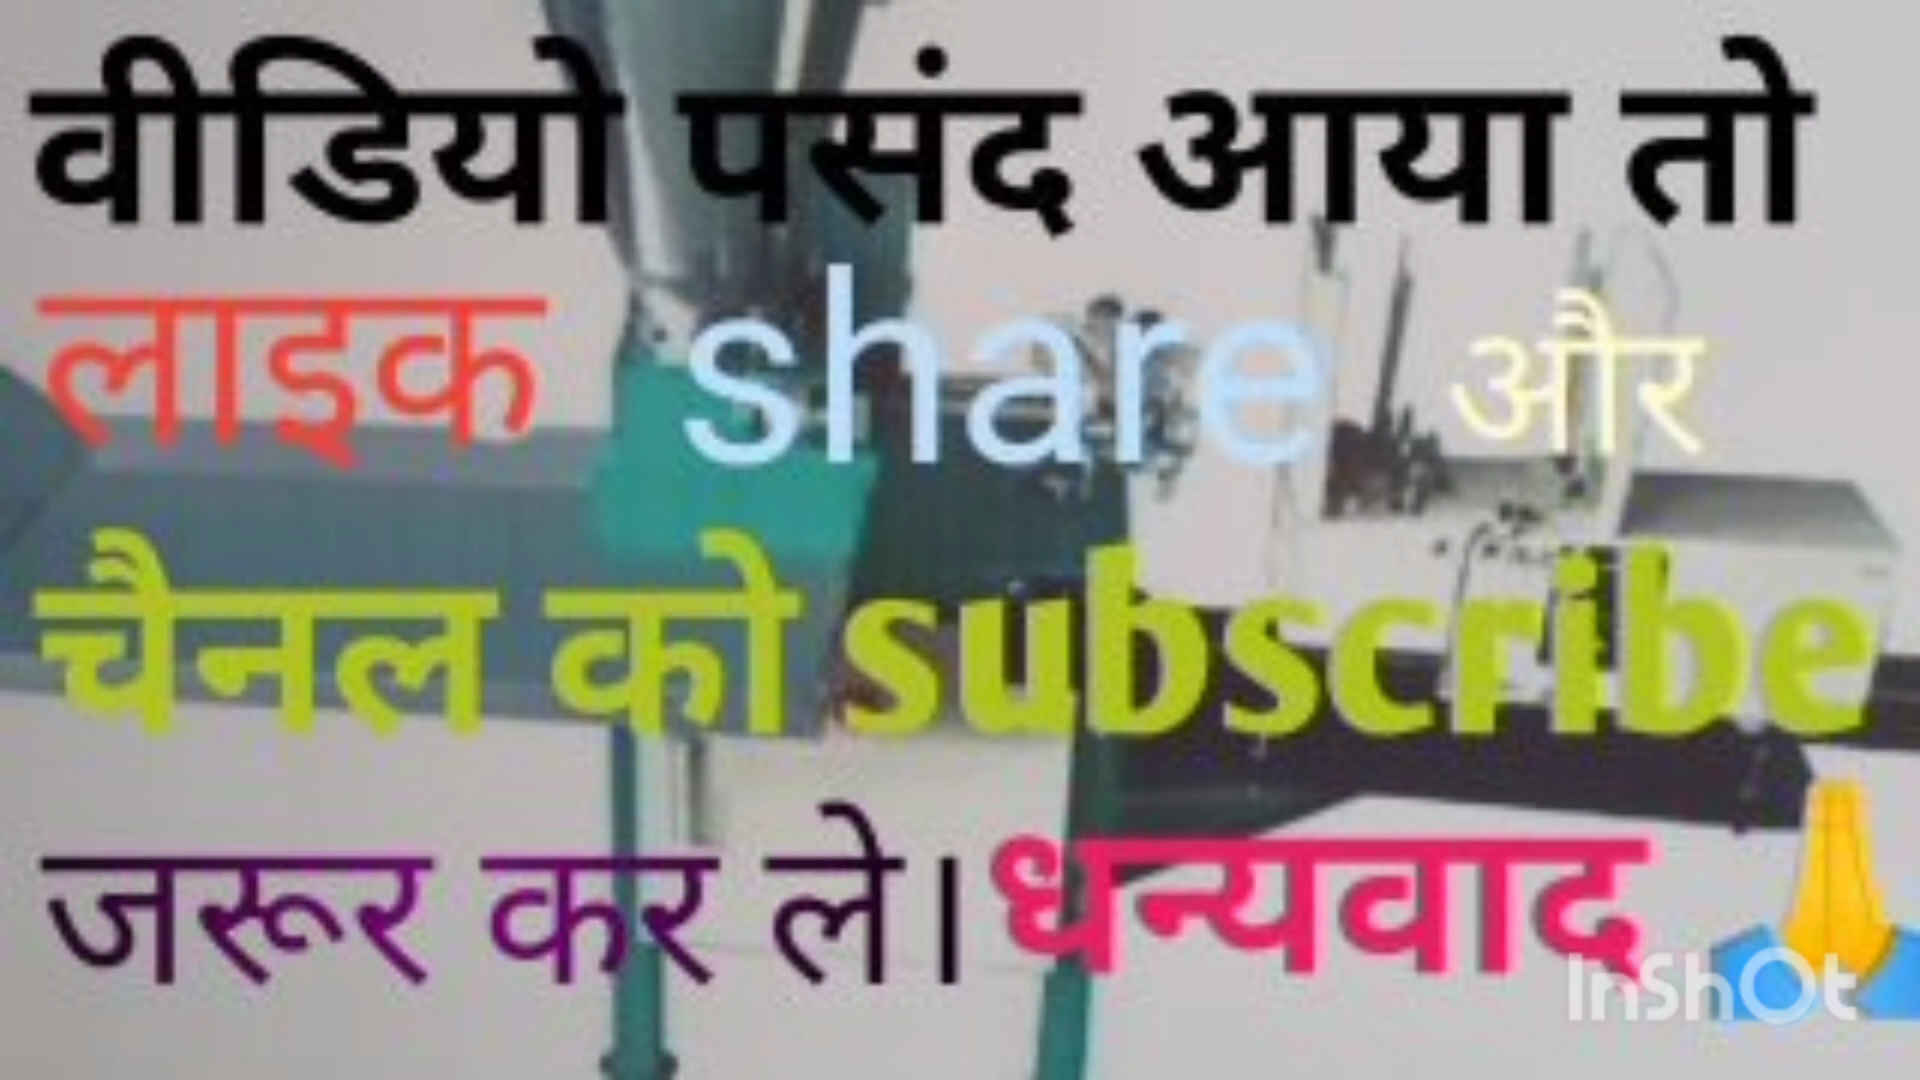 वीडियो पसंद आया तो
लाइक share और
चैनल को subscribe
जरूर कर ले। धन्यवाद 🙏
InShOt